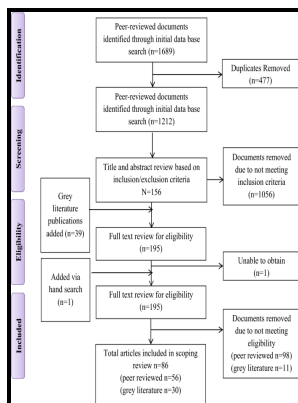 Identification
Peer-reviewed documents
identified through initial data base
search (n=1689)
Duplicates Removed
(n=477)
Peer-reviewed documents
identified through initial data base
search (n=1212)
Screening
Title and abstract review based on
inclusion/exclusion criteria
N=156
Documents removed
due to not meeting
inclusion criteria
(n=1056)
Grey
literature
publications
added (n=39)
Eligibility
Full text review for eligibility
(n=195)
Unable to obtain
(n=1)
Added via
hand search
(n=1)
Full text review for eligibility
(n=195)
Included
Documents removed
due to not meeting
eligibility
(peer reviewed n=98)
(grey literature n=11)
Total articles included in scoping
review n=86
(peer reviewed n=56)
(grey literature n=30)